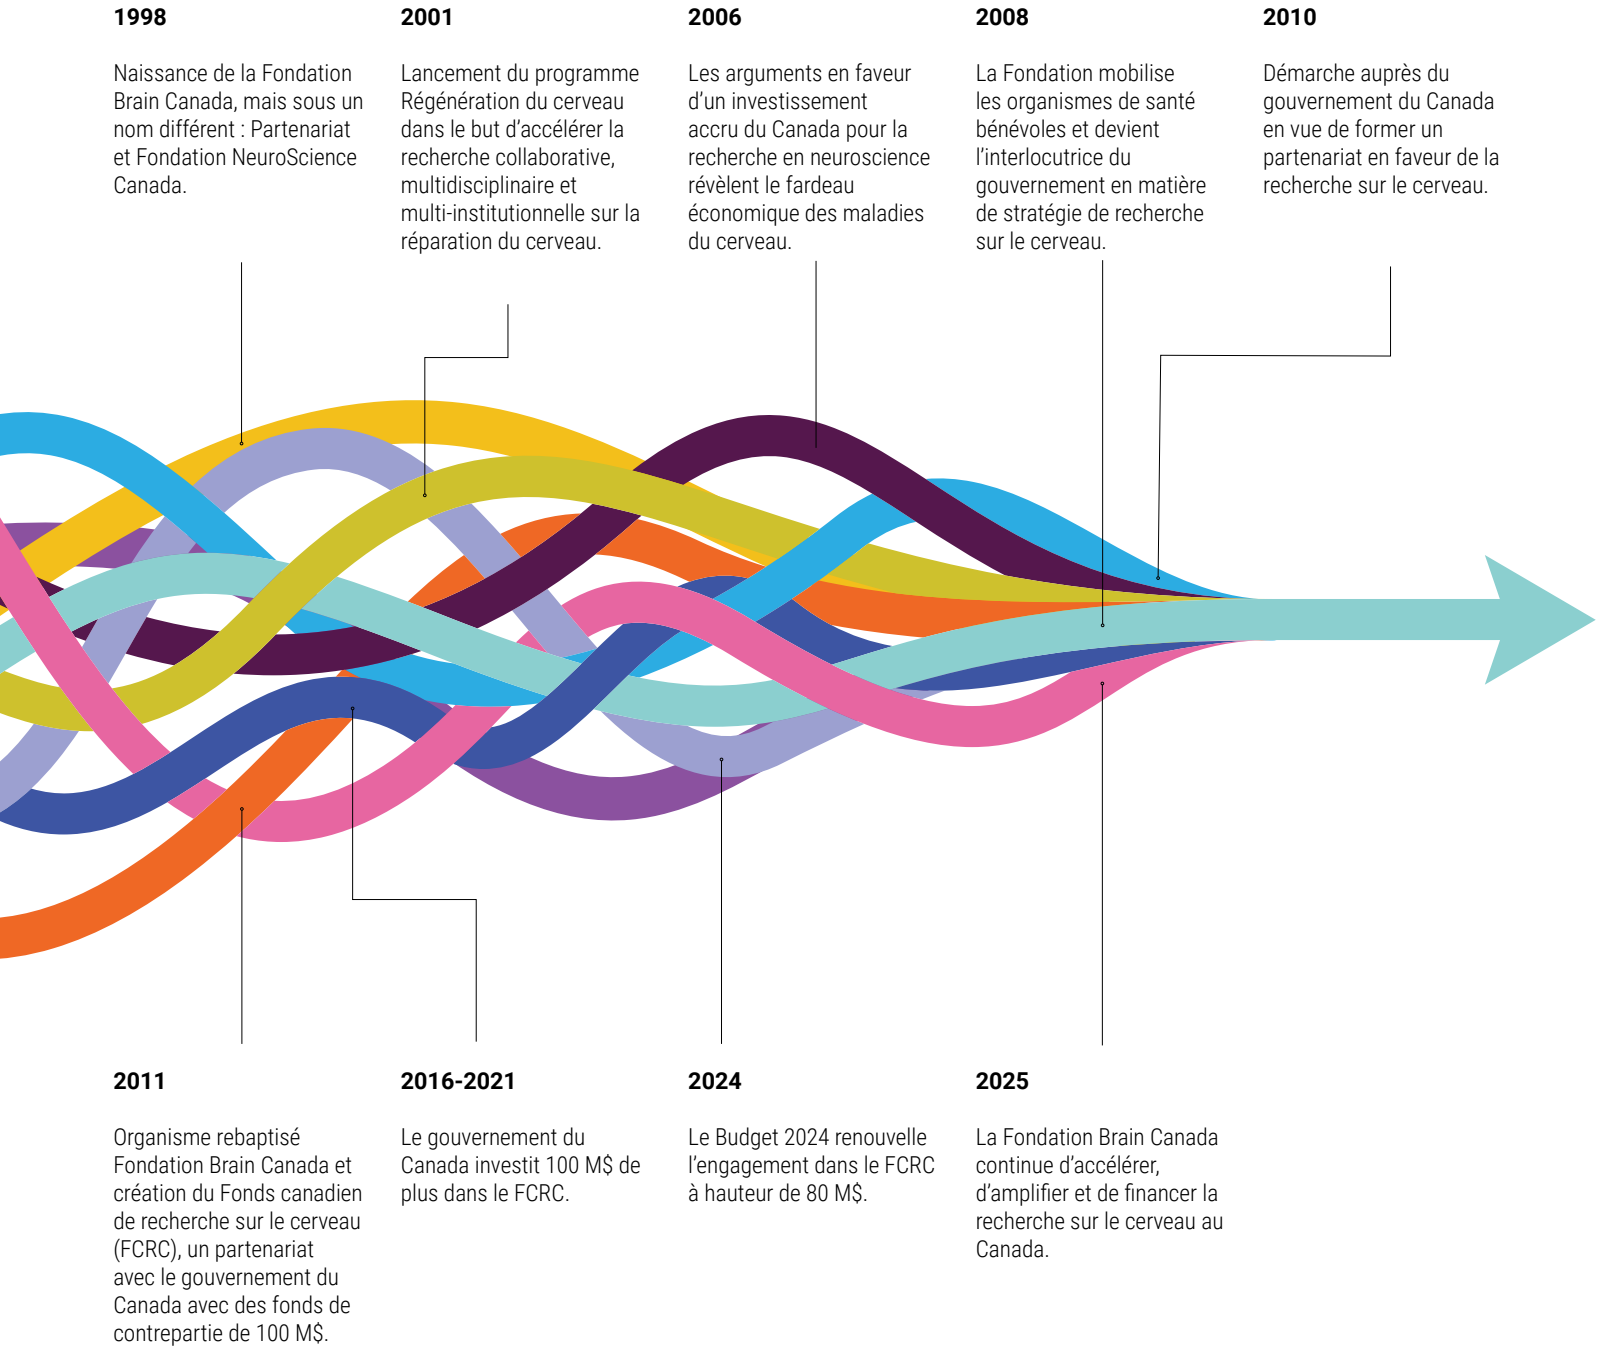 1998
Naissance de la Fondation
Brain Canada, mais sous un
nom différent : Partenariat
et Fondation NeuroScience
Canada.
2001
Lancement du programme
Régénération du cerveau
dans le but d’accélérer la
recherche collaborative,
multidisciplinaire et
multi-institutionnelle sur la
réparation du cerveau.
2006
Les arguments en faveur
d’un investissement
accru du Canada pour la
recherche en neuroscience
révèlent le fardeau
économique des maladies
du cerveau.
2008
La Fondation mobilise
les organismes de santé
bénévoles et devient
l’interlocutrice du
gouvernement en matière
de stratégie de recherche
sur le cerveau.
2010
Démarche auprès du
gouvernement du Canada
en vue de former un
partenariat en faveur de la
recherche sur le cerveau.
2011
Organisme rebaptisé
Fondation Brain Canada et
création du Fonds canadien
de recherche sur le cerveau
(FCRC), un partenariat
avec le gouvernement du
Canada avec des fonds de
contrepartie de 100 M$.
2016-2021
Le gouvernement du
Canada investit 100 M$ de
plus dans le FCRC.
2024
Le Budget 2024 renouvelle
l’engagement dans le FCRC
à hauteur de 80 M$.
2025
La Fondation Brain Canada
continue d’accélérer,
d’amplifier et de financer la
recherche sur le cerveau au
Canada.